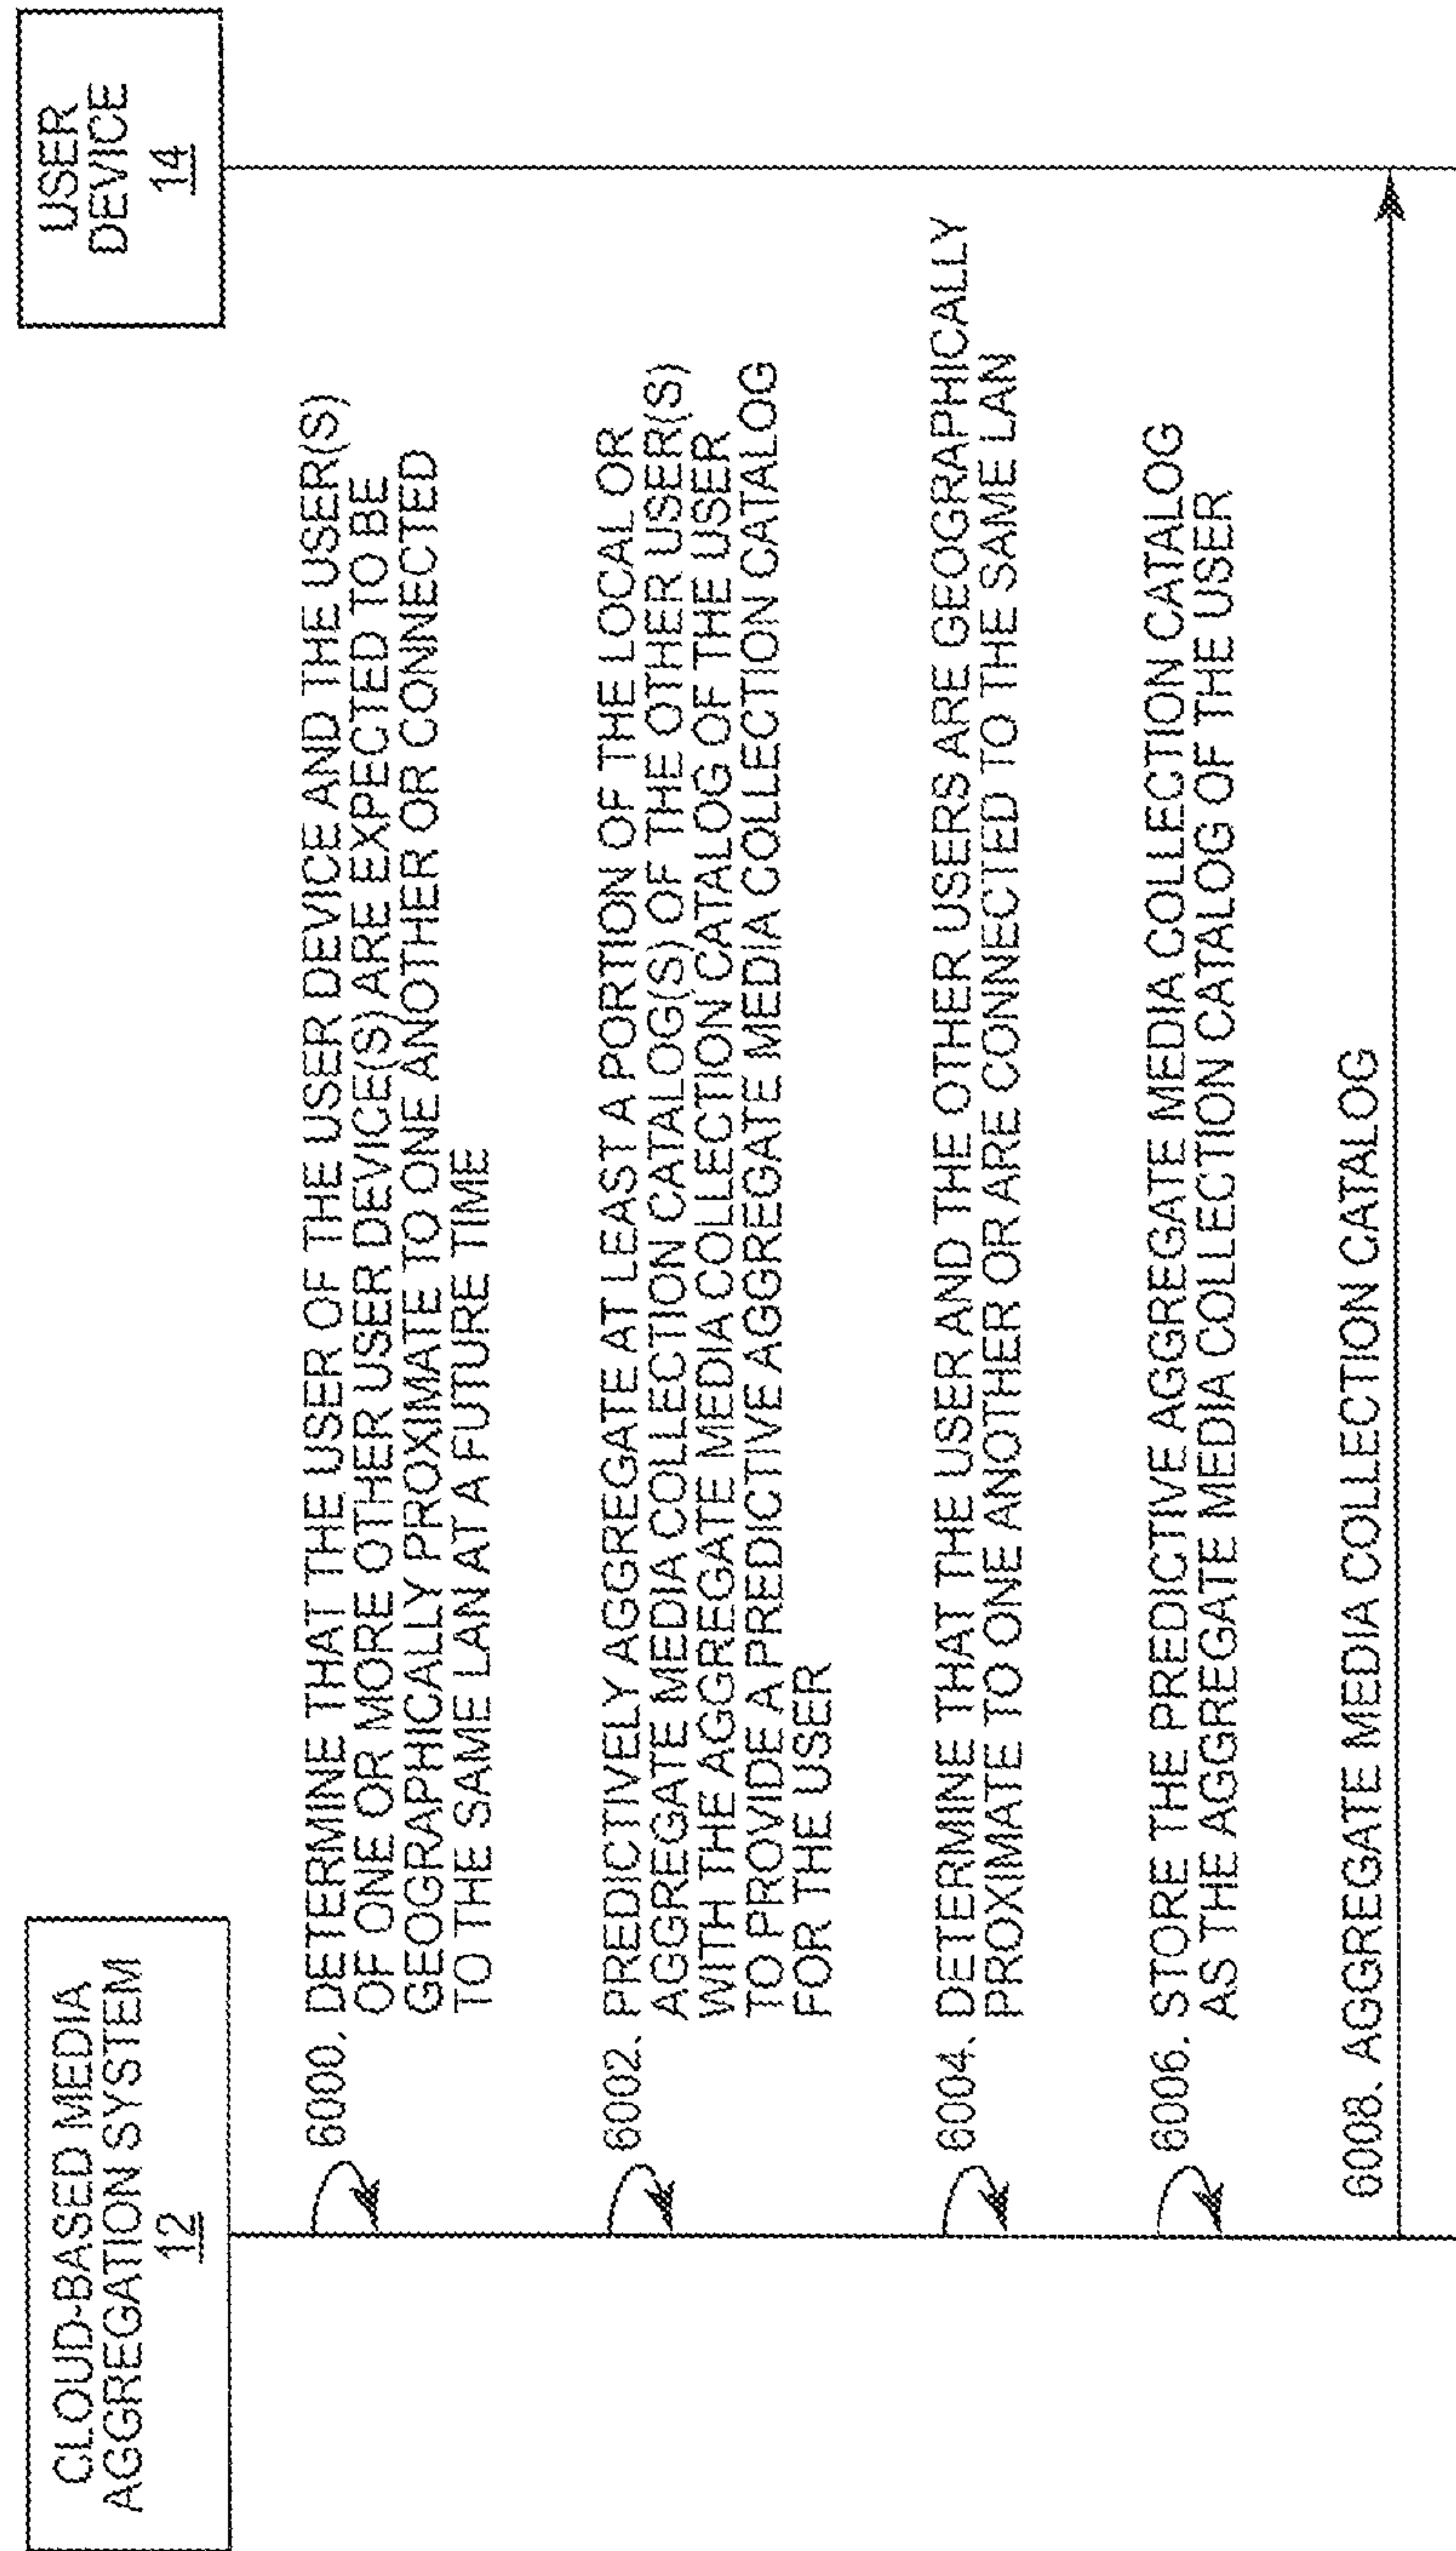 CLOUD-BASED MEDIA
AGGREGATION SYSTEM
12
USER
DEVICE
14
6000. DETERMINE THAT THE USER OF THE USER DEVICE AND THE USER(S)
OF ONE OR MORE OTHER USER DEVICE(S) ARE EXPECTED TO BE
GEOGRAPHICALLY PROXIMATE TO ONE ANOTHER OR CONNECTED
TO THE SAME LAN AT A FUTURE TIME
6002. PREDICTIVELY AGGREGATE AT LEAST A PORTION OF THE LOCAL OR
AGGREGATE MEDIA COLLECTION CATALOG(S) OF THE OTHER USER(S)
WITH THE AGGREGATE MEDIA COLLECTION CATALOG OF THE USER
TO PROVIDE A PREDICTIVE AGGREGATE MEDIA COLLECTION CATALOG
FOR THE USER
6004. DETERMINE THAT THE USER AND THE OTHER USERS ARE GEOGRAPHICALLY
PROXIMATE TO ONE ANOTHER OR ARE CONNECTED TO THE SAME LAN
6006. STORE THE PREDICTIVE AGGREGATE MEDIA COLLECTION CATALOG
AS THE AGGREGATE MEDIA COLLECTION CATALOG OF THE USER
6008. AGGREGATE MEDIA COLLECTION CATALOG